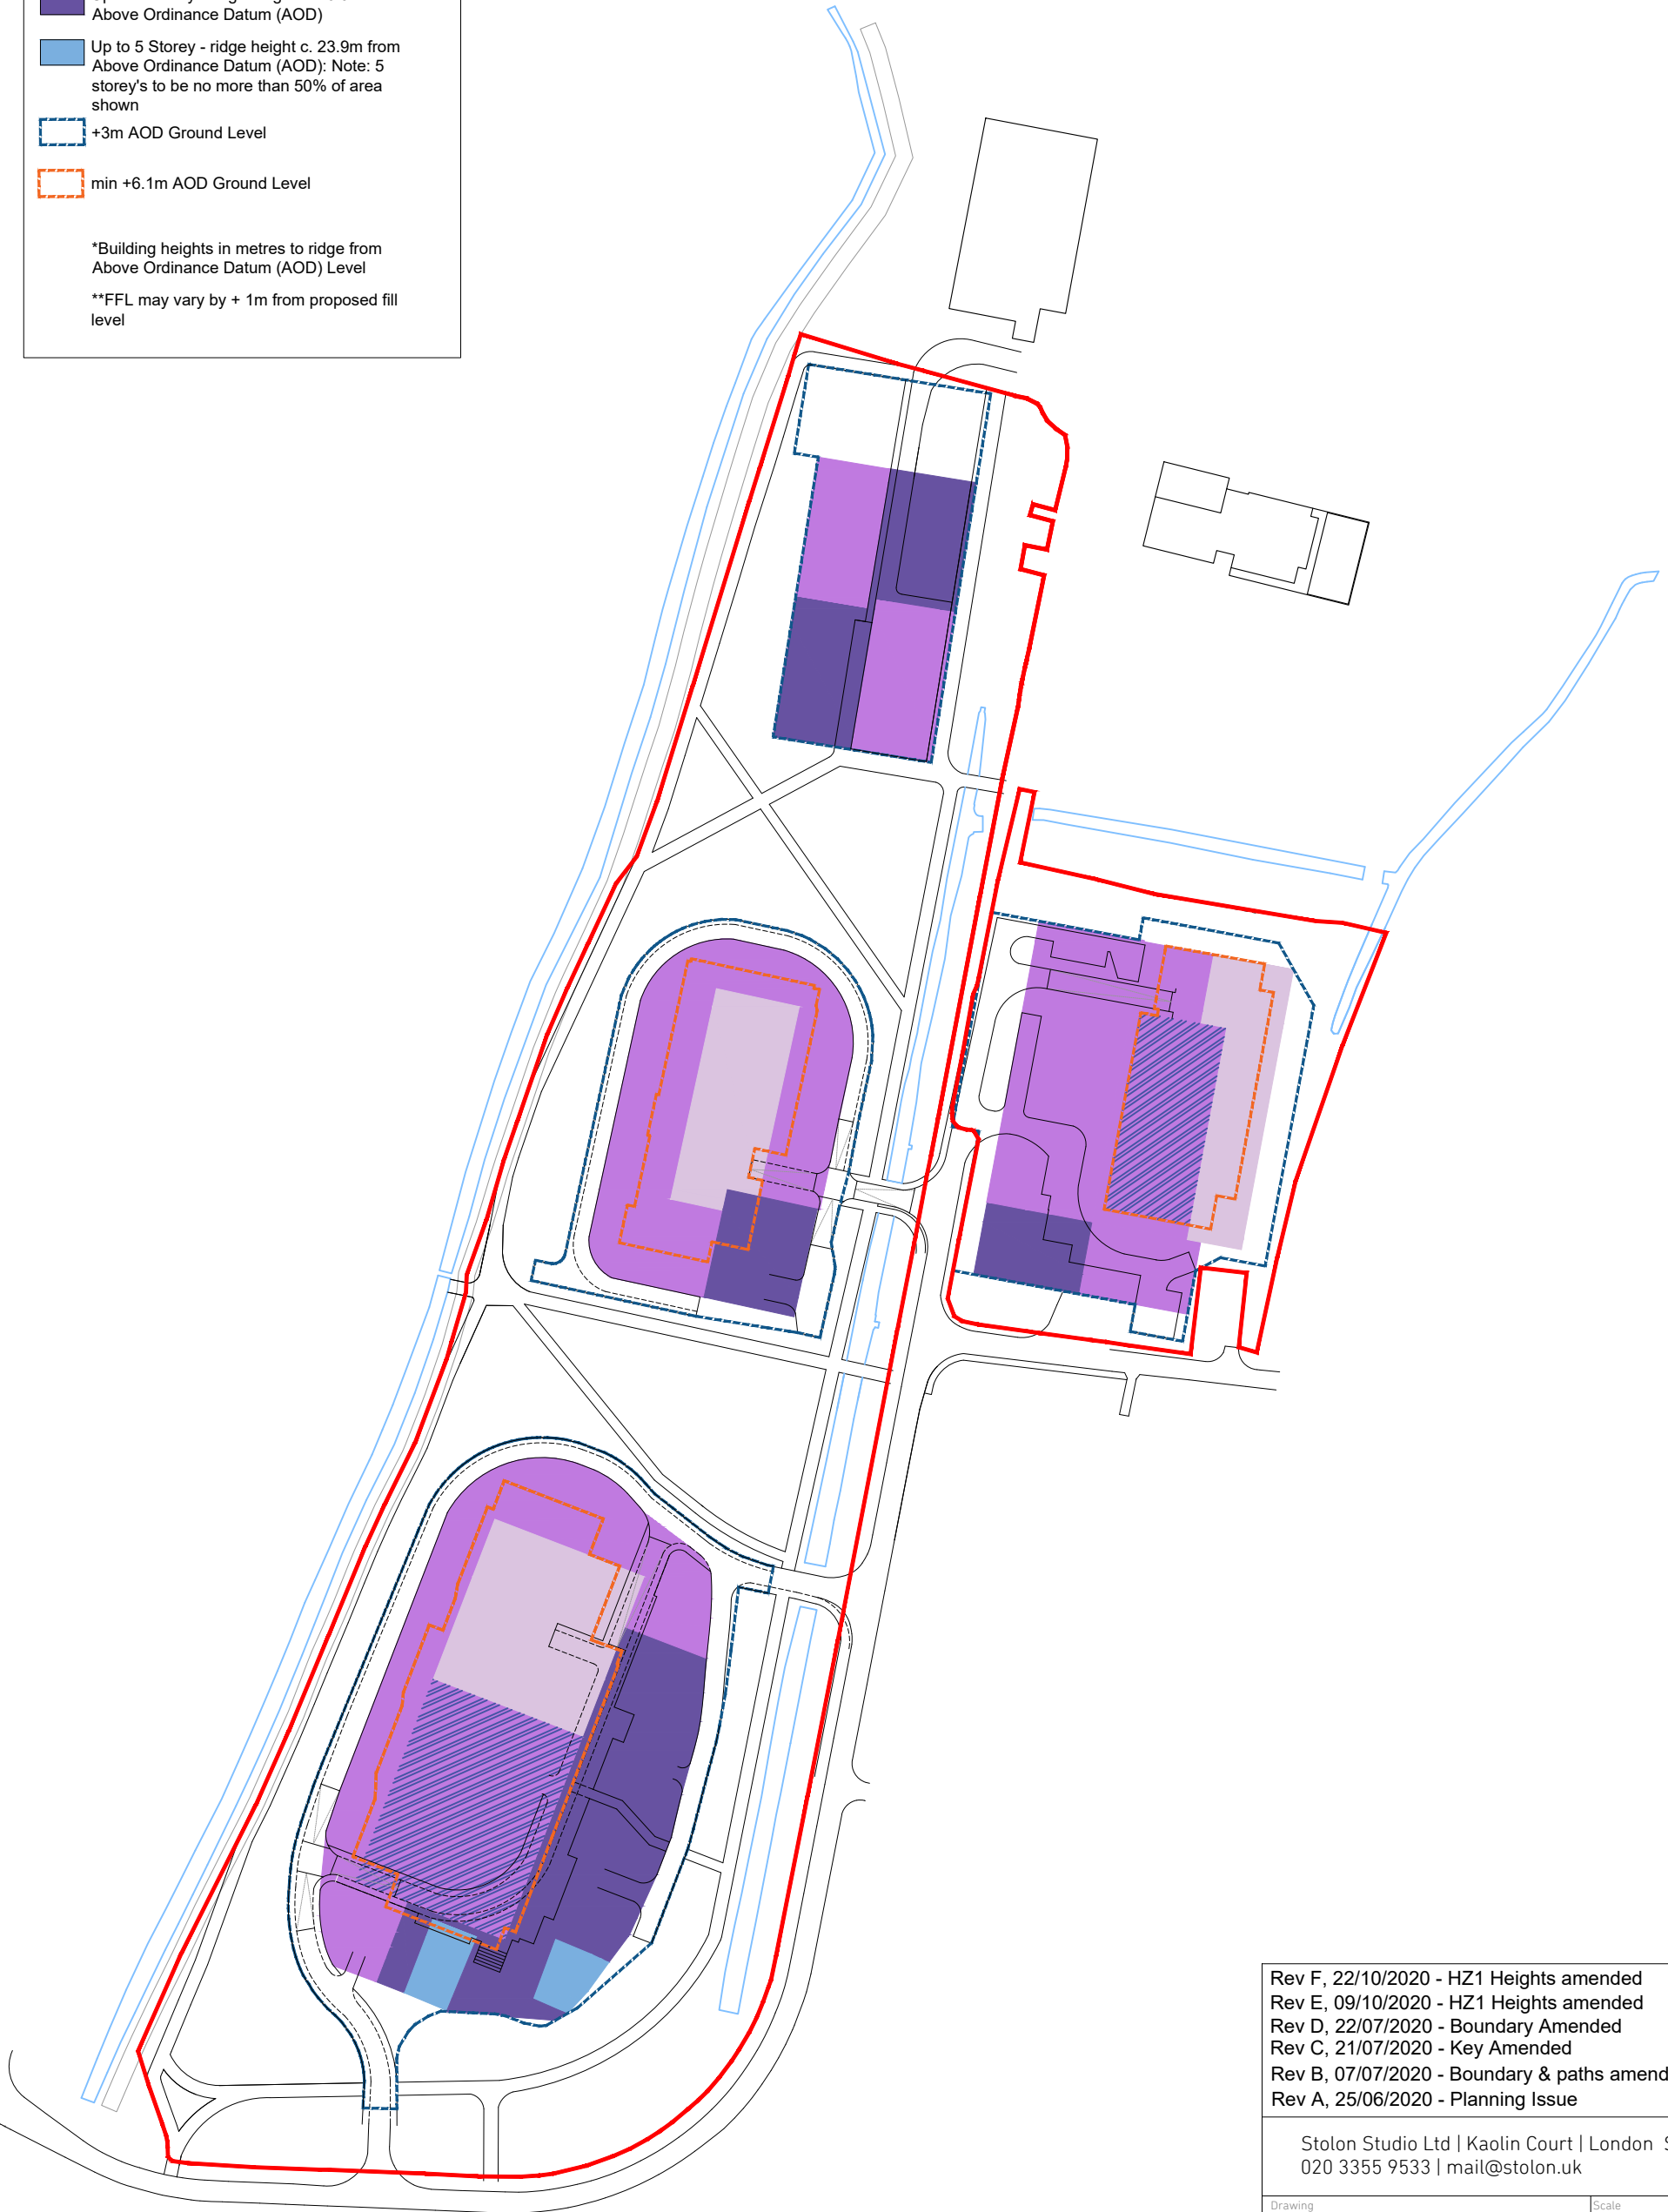 Above Ordinance Datum (AOD)
Up to 5 Storey - ridge height c. 23.9m from
Above Ordinance Datum (AOD): Note: 5
storey's to be no more than 50% of area
shown
+3m AOD Ground Level
min +6.1m AOD Ground Level
*Building heights in metres to ridge from
Above Ordinance Datum (AOD) Level
**FFL may vary by + 1m from proposed fill
level
Rev F, 22/10/2020 - HZ1 Heights amended
Rev E, 09/10/2020 - HZ1 Heights amended
Rev D, 22/07/2020 - Boundary Amended
Rev C, 21/07/2020 - Key Amended
Rev B, 07/07/2020 - Boundary & paths amend
Rev A, 25/06/2020 - Planning Issue
Stolon Studio Ltd | Kaolin Court | London S
020 3355 9533 | mail@stolon.uk
Drawing
Scale